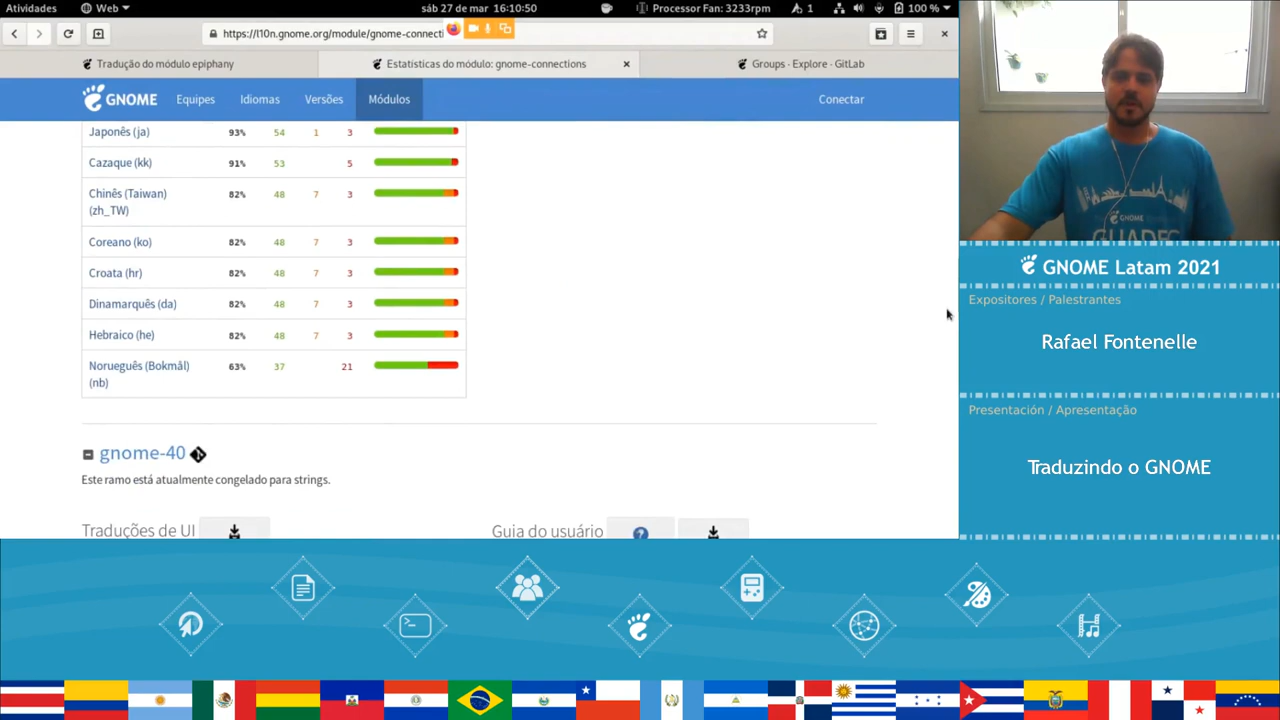 Atividades
Web
sáb 27 de mar 16:10:50
Processor Fan: 3233rpm
1
100 %
https://l10n.gnome.org/module/gnome-connecti
Tradução do módulo epiphany
Estatísticas do módulo: gnome-connections
Groups · Explore · GitLab
GNOME
Equipes
Idiomas
Versões
Módulos
Conectar
Japonês (ja) 93% 54 1 3
Cazaque (kk) 91% 53 5
Chinês (Taiwan) 82% 48 7 3
(zh_TW)
Coreano (ko) 82% 48 7 3
Croata (hr) 82% 48 7 3
Dinamarquês (da) 82% 48 7 3
Hebraico (he) 82% 48 7 3
Norueguês (Bokmål) 63% 37 21
(nb)
gnome-40
Este ramo está atualmente congelado para strings.
Traduções de UI
Guia do usuário
GNOME
GUADEC
GNOME Latam 2021
Expositores / Palestrantes
Rafael Fontenelle
Presentación / Apresentação
Traduzindo o GNOME